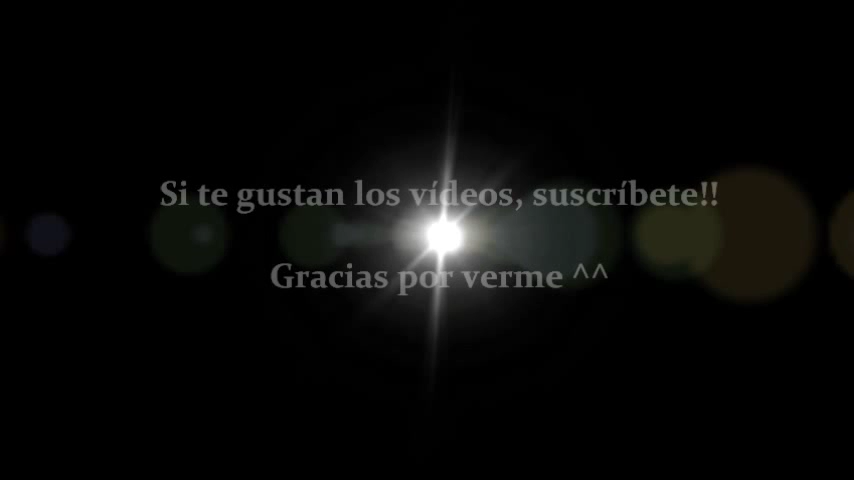 Si te gustan los vídeos, suscríbete!!
Gracias por verme ^^